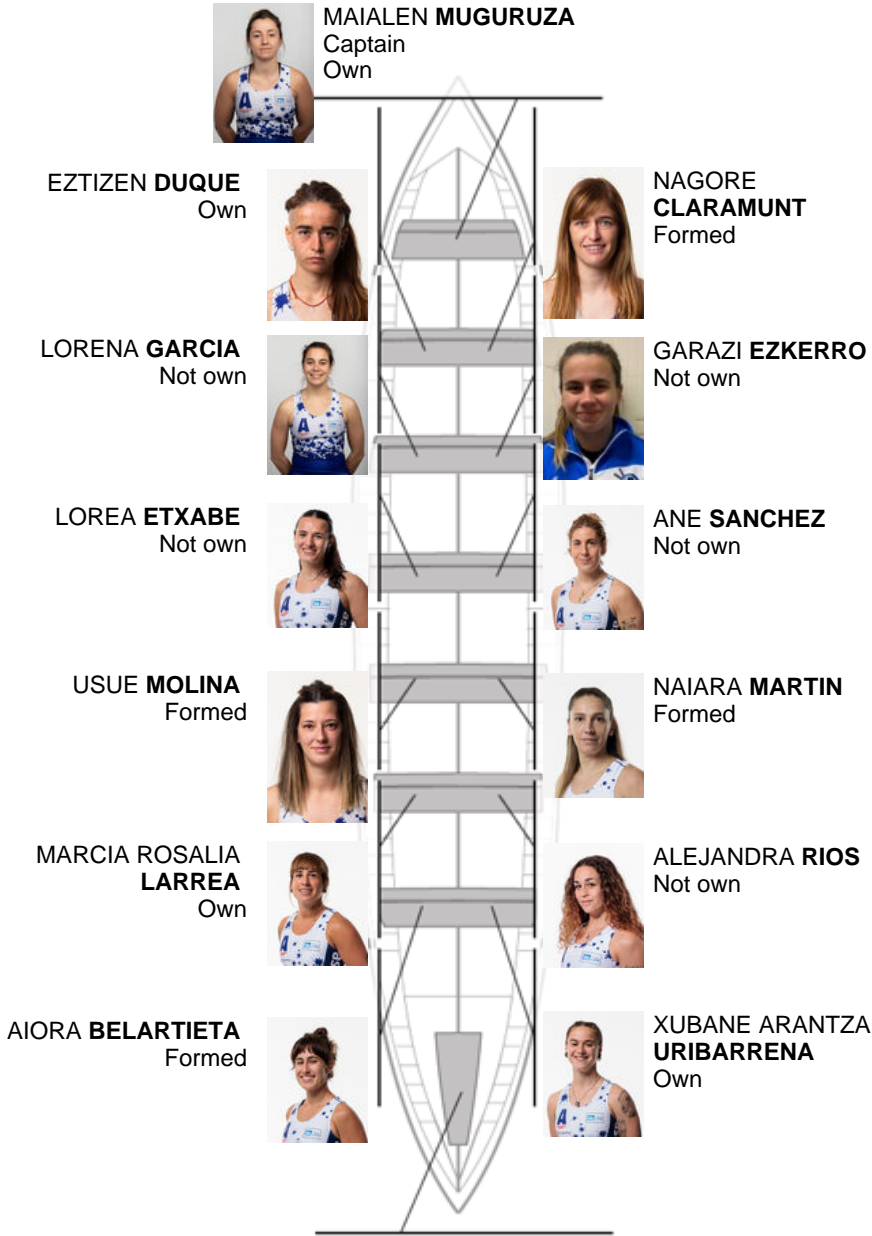 MAIALEN MUGURUZA
Captain
Own
EZTIZEN DUQUE
Own
NAGORE
CLARAMUNT
Formed
LORENA GARCIA
Not own
GARAZI EZKERRO
Not own
LOREA ETXABE
Not own
ANE SANCHEZ
Not own
USUE MOLINA
Formed
NAIARA MARTIN
Formed
MARCIA ROSALIA
LARREA
Own
ALEJANDRA RIOS
Not own
AIORA BELARTIETA
Formed
XUBANE ARANTZA
URIBARRENA
Own